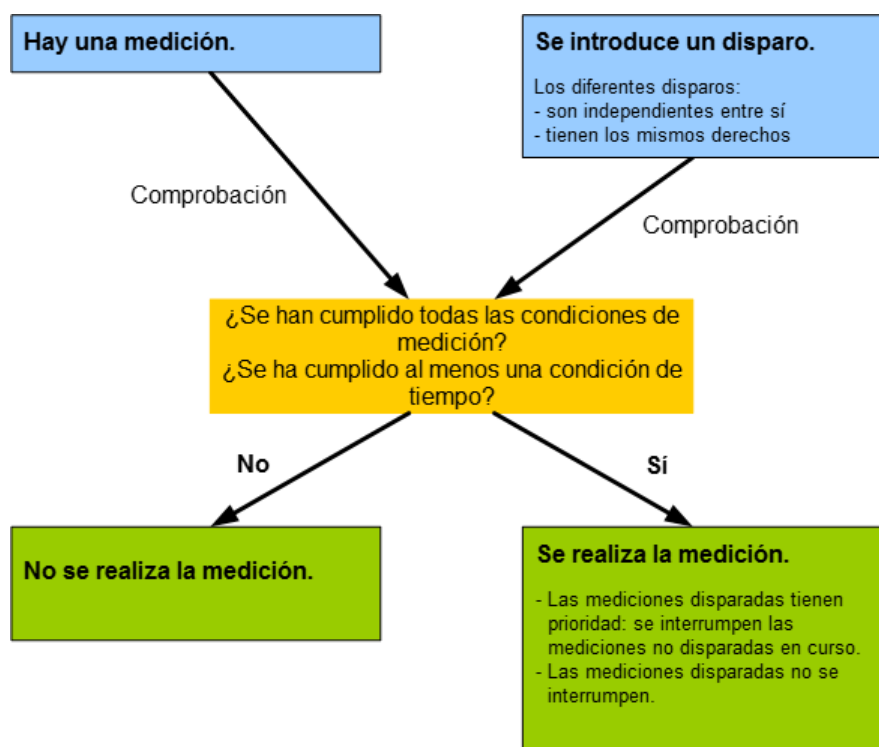 Hay una medición.
Se introduce un disparo.
Los diferentes disparos:
- son independientes entre sí
- tienen los mismos derechos
Comprobación
Comprobación
¿Se han cumplido todas las condiciones de
medición?
¿Se ha cumplido al menos una condición de
tiempo?
No
Sí
No se realiza la medición.
Se realiza la medición.
- Las mediciones disparadas tienen
prioridad: se interrumpen las
mediciones no disparadas en curso.
- Las mediciones disparadas no se
interrumpen.